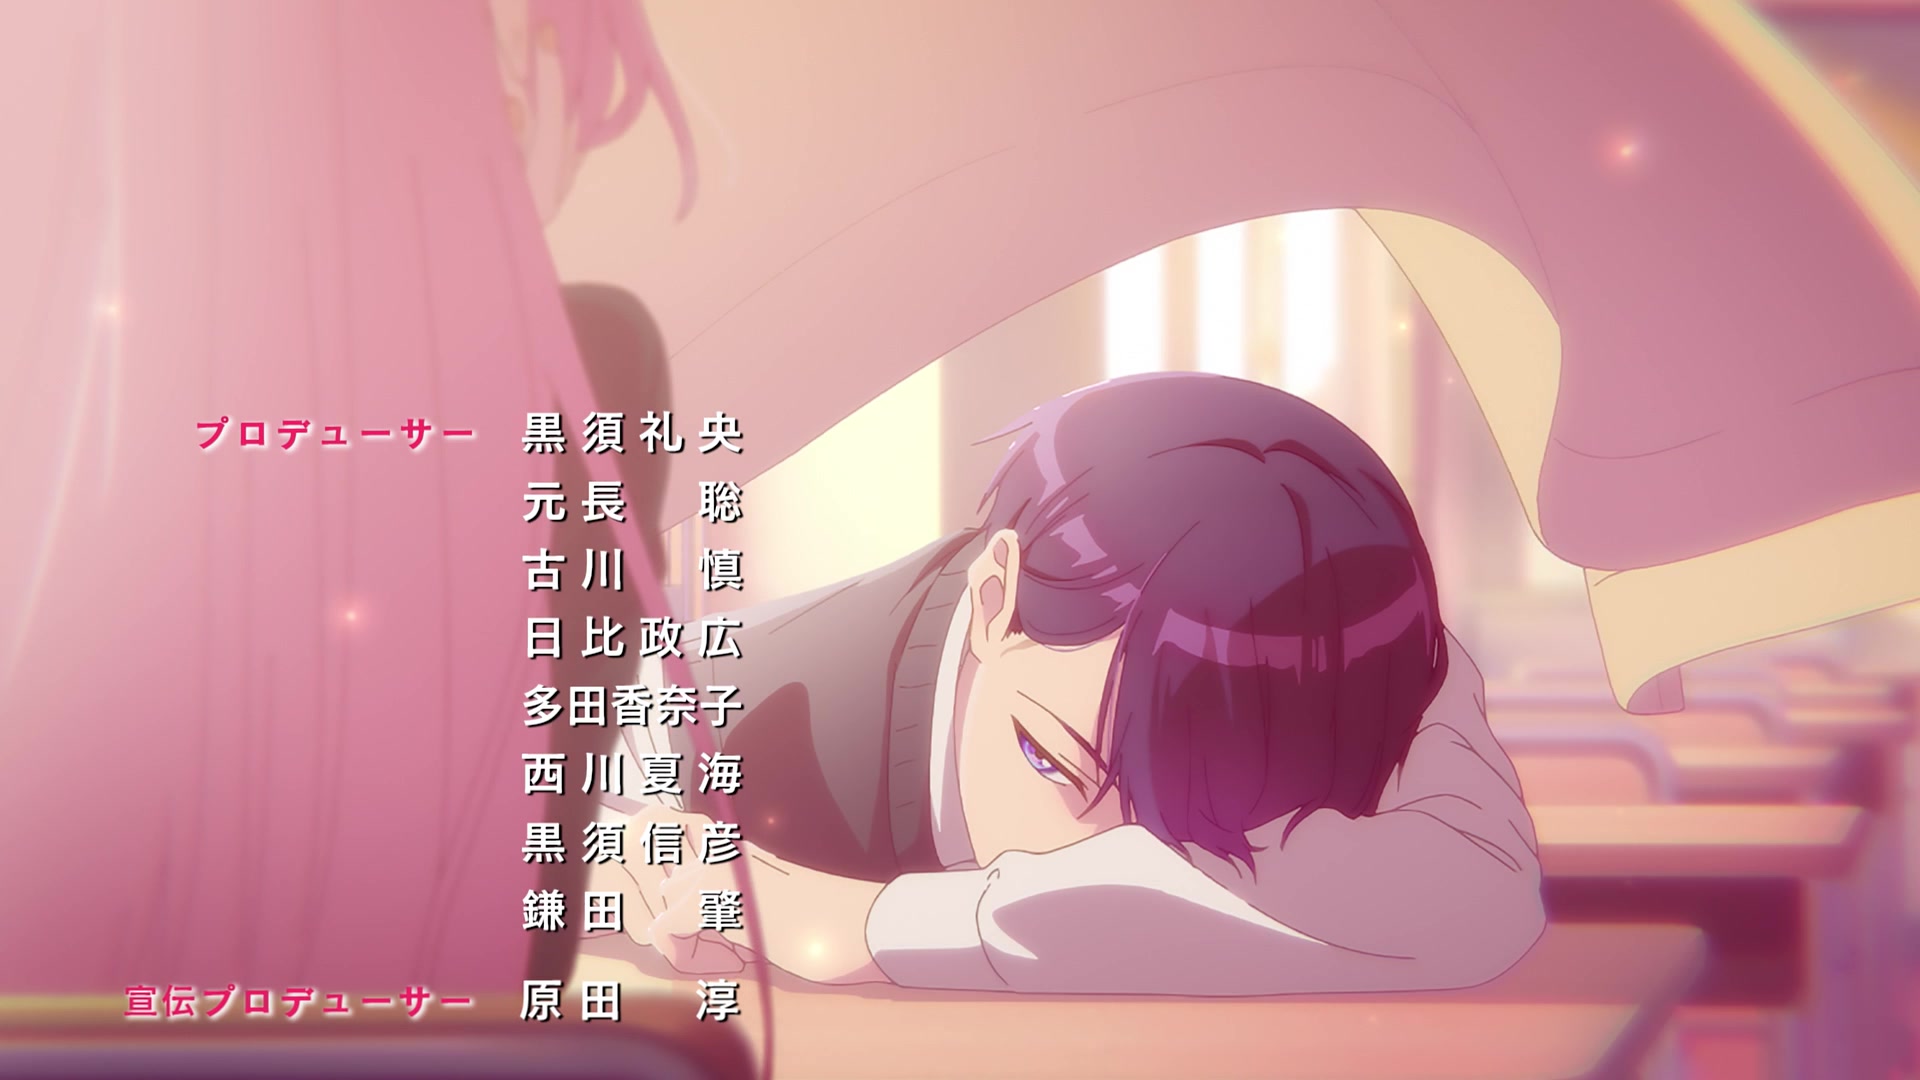 プロデューサー 黒須礼央
元長 聡
古川 慎
日比政広
多田香奈子
西川夏海
黒須信彦
鎌田 肇
宣伝プロデューサー 原田 淳